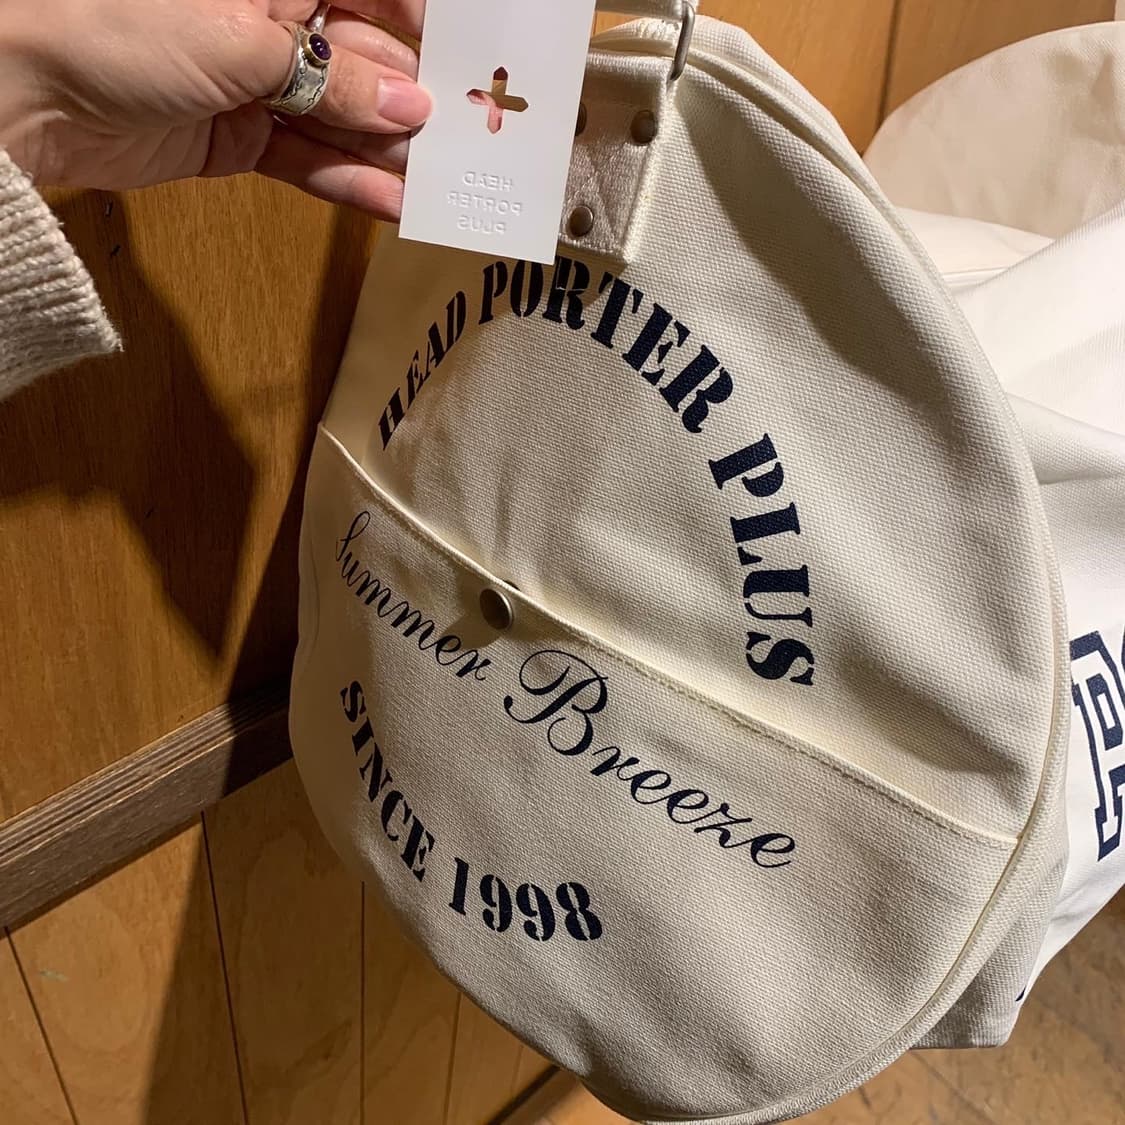 HEAD
PORTER
PLUS
HEAD PORTER PLUS
Summer Breeze
SINCE 1998